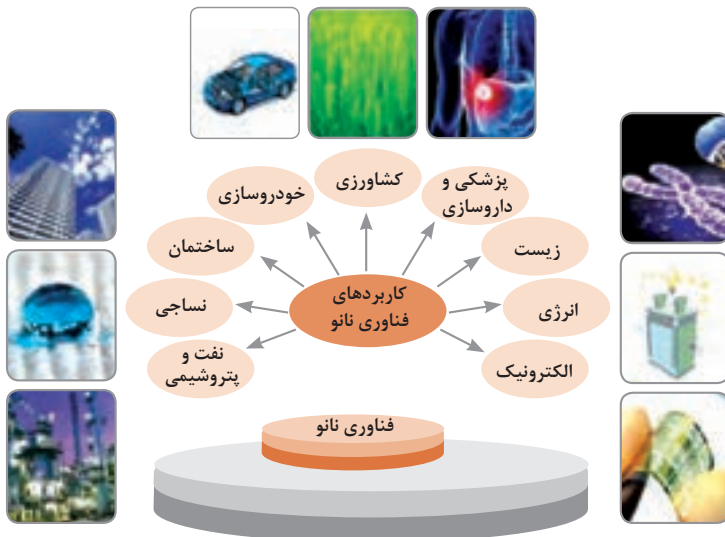 کشاورزی
پزشکی و
داروسازی
خودروسازی
زیست
ساختمان
کاربردهای
فناوری نانو
انرژی
نساجی
الکترونیک
نفت و
پتروشیمی
فناوری نانو